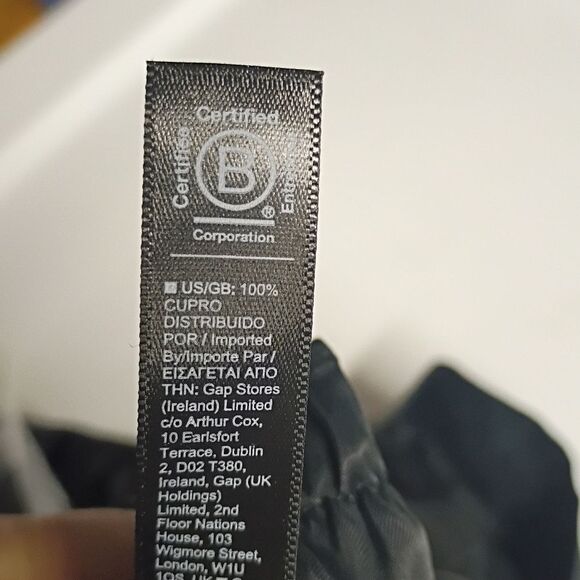 Certified
Certifiée
B
Entreprise
®
Corporation
US/GB: 100%
CUPRO
DISTRIBUIDO
POR / Imported
By/Importe Par /
ΕΙΣΑΓΕΤΑΙ ΑΠΟ
ΤΗΝ: Gap Stores
(Ireland) Limited
c/o Arthur Cox,
10 Earlsfort
Terrace, Dublin
2, D02 T380,
Ireland, Gap (UK
Holdings)
Limited, 2nd
Floor Nations
House, 103
Wigmore Street,
London, W1U